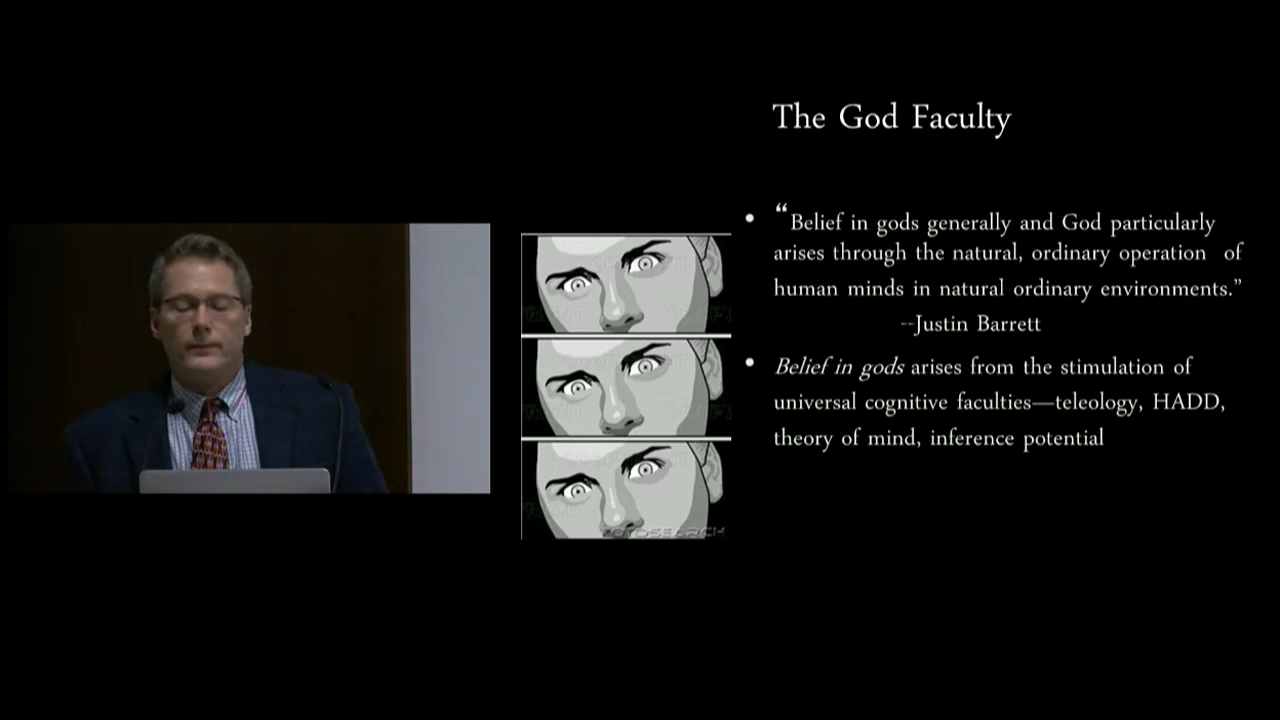 The God Faculty
• “Belief in gods generally and God particularly
arises through the natural, ordinary operation of
human minds in natural ordinary environments.”
--Justin Barrett
• Belief in gods arises from the stimulation of
universal cognitive faculties—teleology, HADD,
theory of mind, inference potential
FOTOSEARCH